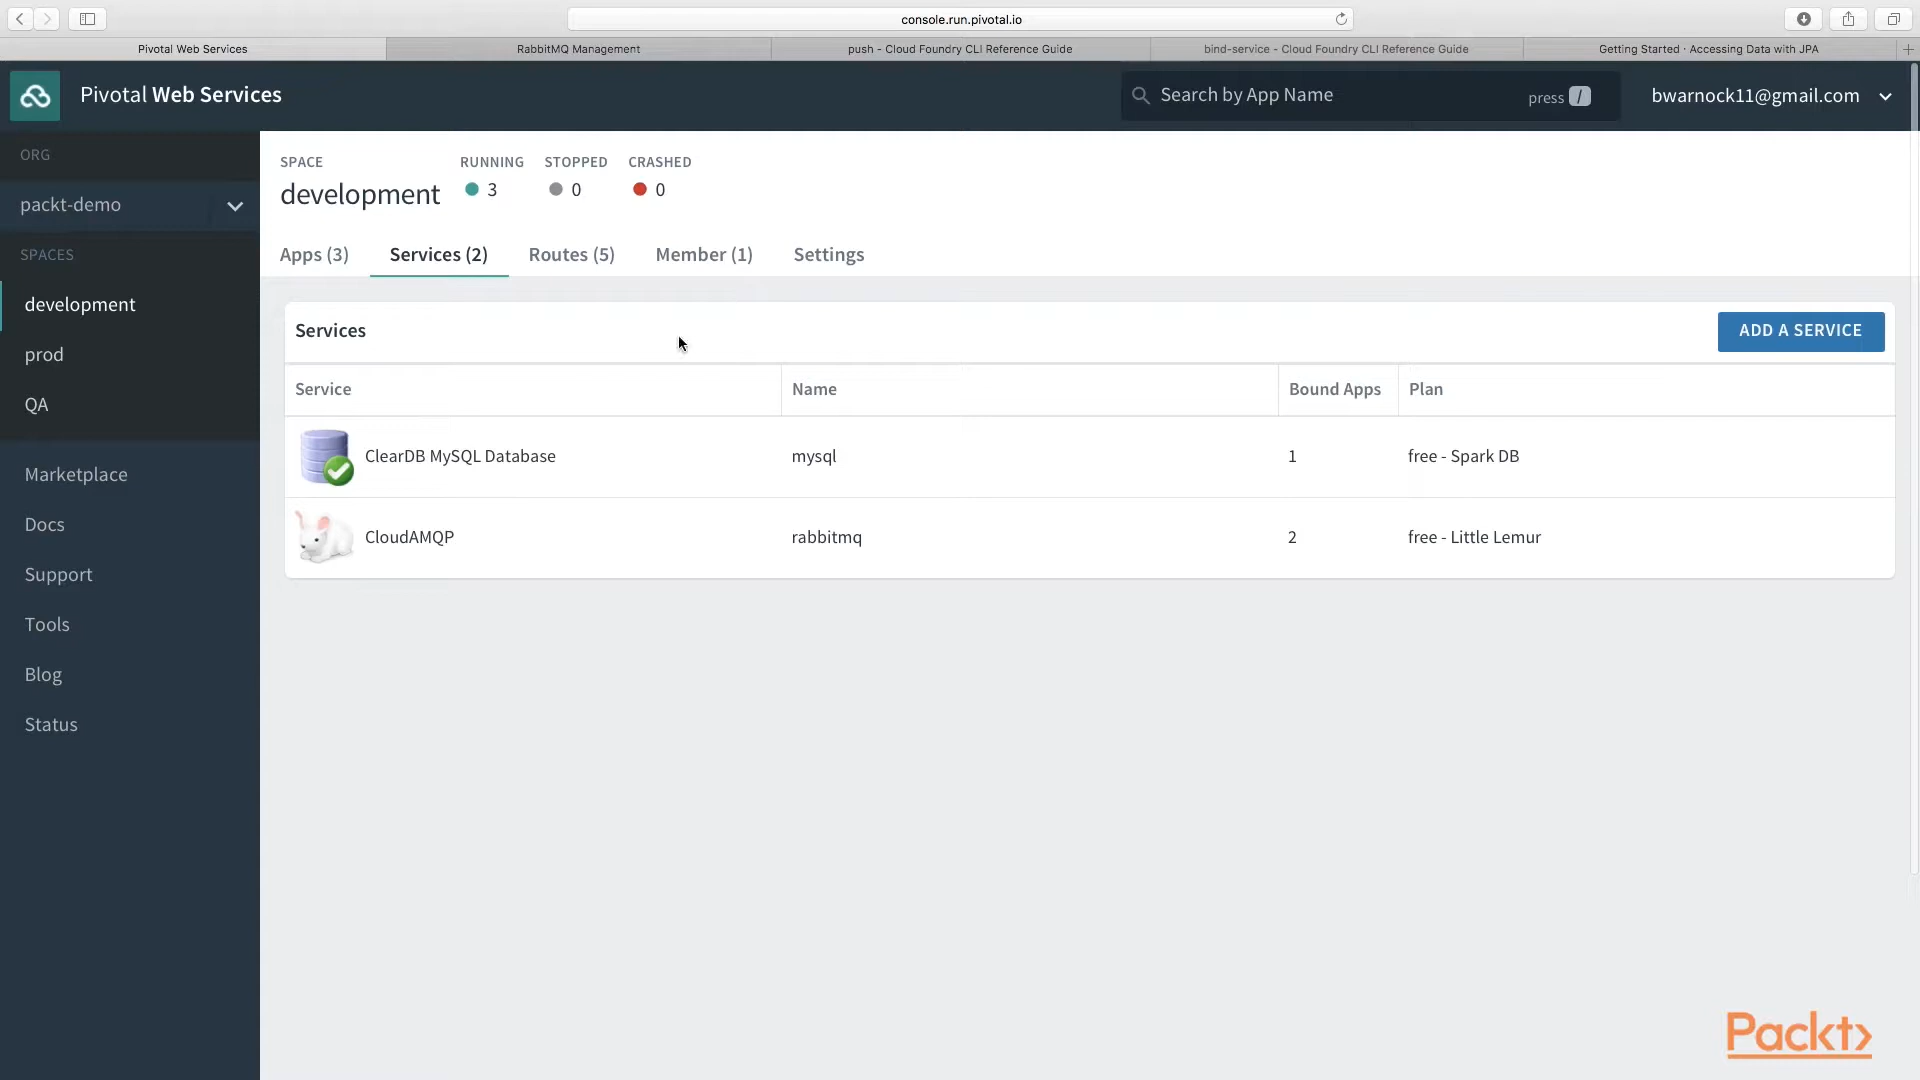 console.run.pivotal.io
Pivotal Web Services
RabbitMQ Management
push - Cloud Foundry CLI Reference Guide
bind-service - Cloud Foundry CLI Reference Guide
Getting Started · Accessing Data with JPA
Pivotal Web Services
Search by App Name
press /
bwarnock11@gmail.com
ORG
packt-demo
SPACES
development
prod
QA
Marketplace
Docs
Support
Tools
Blog
Status
SPACE
development
RUNNING
3
STOPPED
0
CRASHED
0
Apps (3)
Services (2)
Routes (5)
Member (1)
Settings
Services
ADD A SERVICE
Service
Name
Bound Apps
Plan
ClearDB MySQL Database
mysql
1
free - Spark DB
CloudAMQP
rabbitmq
2
free - Little Lemur
Packt